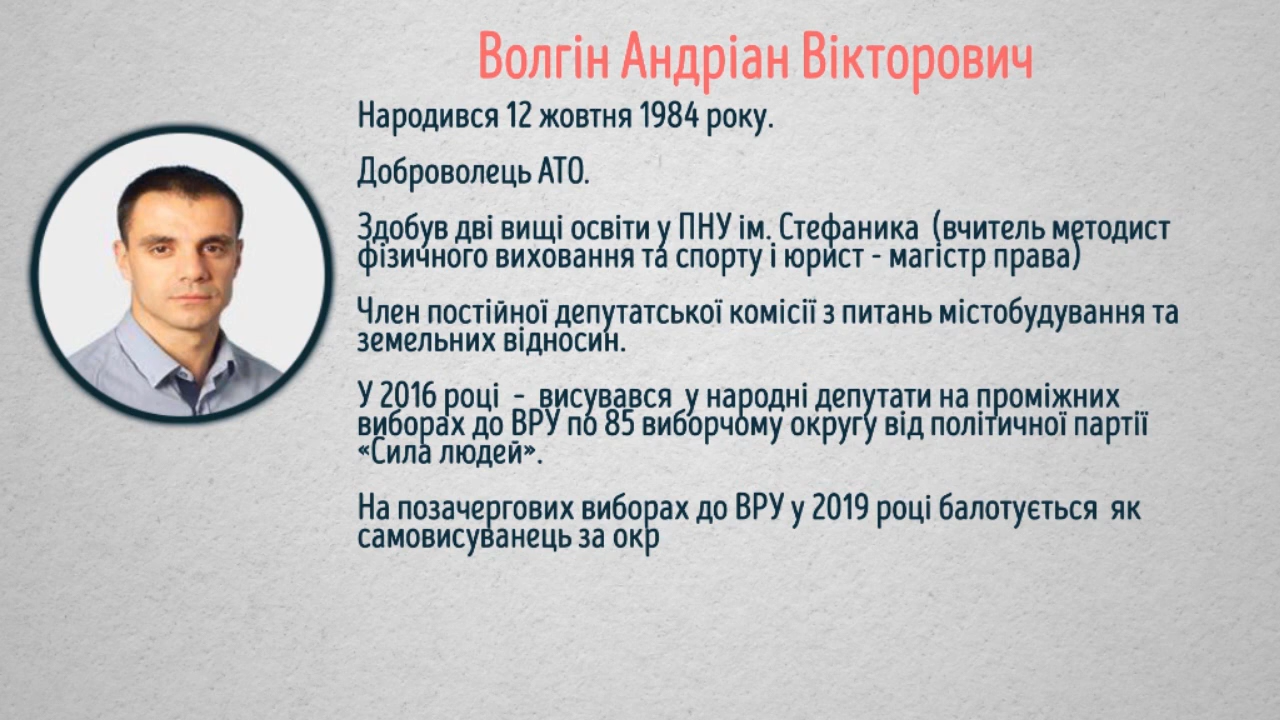 Волгін Андріан Вікторович
Народився 12 жовтня 1984 року.
Доброволець АТО.
Здобув дві вищі освіти у ПНУ ім. Стефаника (вчитель методист
фізичного виховання та спорту і юрист - магістр права)
Член постійної депутатської комісії з питань містобудування та
земельних відносин.
У 2016 році - висувався у народні депутати на проміжних
виборах до ВРУ по 85 виборчому округу від політичної партії
«Сила людей».
На позачергових виборах до ВРУ у 2019 році балотується як
самовисуванець за окр